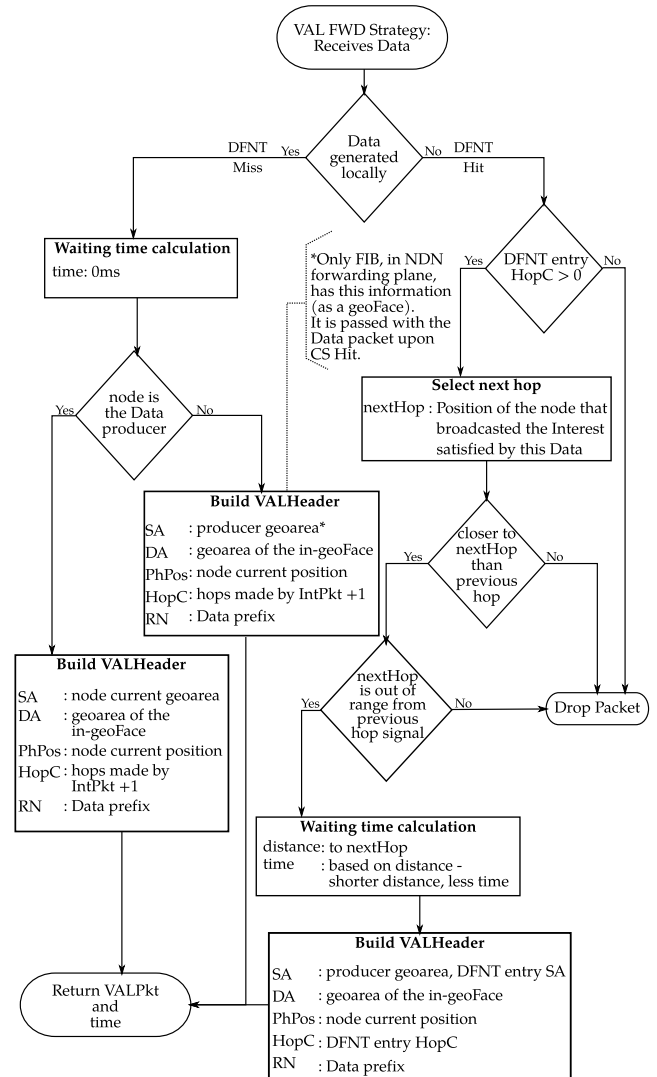 VAL FWD Strategy:
Receives Data
Data
generated
locally
DFNT
Yes
Miss
No
DFNT
Hit
Waiting time calculation
time: 0ms
*Only FIB, in NDN
forwarding plane,
has this information
(as a geoFace).
It is passed with the
Data packet upon
CS Hit.
Yes
DFNT entry
HopC > 0
No
Select next hop
nextHop : Position of the node that
broadcasted the Interest
satisfied by this Data
Yes
node is
the Data
producer
No
Build VALHeader
SA : producer geoarea*
DA : geoarea of the in-geoFace
PhPos: node current position
HopC : hops made by IntPkt +1
RN : Data prefix
Yes
closer to
nextHop
than
previous
hop
No
Build VALHeader
SA : node current geoarea
DA : geoarea of the
in-geoFace
PhPos: node current position
HopC : hops made by
IntPkt +1
RN : Data prefix
Yes
nextHop
is out of
range from
previous
hop signal
No
Drop Packet
Waiting time calculation
distance: to nextHop
time : based on distance -
shorter distance, less time
Build VALHeader
SA : producer geoarea, DFNT entry SA
DA : geoarea of the in-geoFace
PhPos : node current position
HopC : DFNT entry HopC
RN : Data prefix
Return VALPkt
and
time